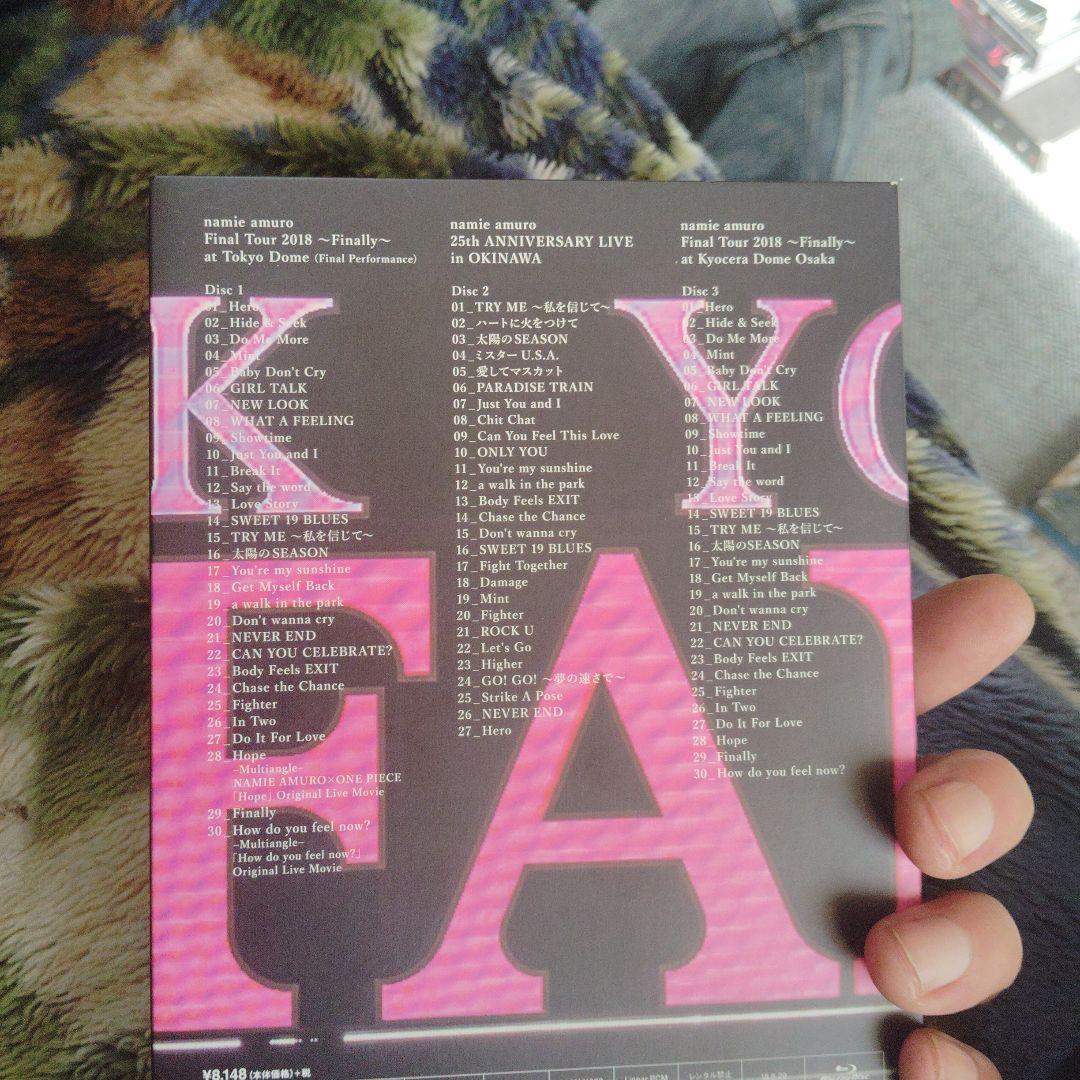 namie amuro
Final Tour 2018 ～Finally～
at Tokyo Dome (Final Performance)
Disc 1
01_Hero
02_Hide & Seek
03_Do Me More
04_Mint
05_Baby Don't Cry
06_GIRL TALK
07_NEW LOOK
08_WHAT A FEELING
09_Showtime
10_Just You and I
11_Break It
12_Say the word
13_Love Story
14_SWEET 19 BLUES
15_TRY ME ～私を信じて～
16_太陽のSEASON
17_You're my sunshine
18_Get Myself Back
19_a walk in the park
20_Don't wanna cry
21_NEVER END
22_CAN YOU CELEBRATE?
23_Body Feels EXIT
24_Chase the Chance
25_Fighter
26_In Two
27_Do It For Love
28_Hope
–Multiangle–
NAMIE AMURO×ONE PIECE
「Hope」Original Live Movie
29_Finally
30_How do you feel now?
–Multiangle–
「How do you feel now?」
Original Live Movie
namie amuro
25th ANNIVERSARY LIVE
in OKINAWA
Disc 2
01_TRY ME ～私を信じて～
02_ハートに火をつけて
03_太陽のSEASON
04_ミスターU.S.A.
05_愛してマスカット
06_PARADISE TRAIN
07_Just You and I
08_Chit Chat
09_Can You Feel This Love
10_ONLY YOU
11_You're my sunshine
12_a walk in the park
13_Body Feels EXIT
14_Chase the Chance
15_Don't wanna cry
16_SWEET 19 BLUES
17_Fight Together
18_Damage
19_Mint
20_Fighter
21_ROCK U
22_Let's Go
23_Higher
24_GO! GO! ～夢の速さで～
25_Strike A Pose
26_NEVER END
27_Hero
namie amuro
Final Tour 2018 ～Finally～
at Kyocera Dome Osaka
Disc 3
01_Hero
02_Hide & Seek
03_Do Me More
04_Mint
05_Baby Don't Cry
06_GIRL TALK
07_NEW LOOK
08_WHAT A FEELING
09_Showtime
10_Just You and I
11_Break It
12_Say the word
13_Love Story
14_SWEET 19 BLUES
15_TRY ME ～私を信じて～
16_太陽のSEASON
17_You're my sunshine
18_Get Myself Back
19_a walk in the park
20_Don't wanna cry
21_NEVER END
22_CAN YOU CELEBRATE?
23_Body Feels EXIT
24_Chase the Chance
25_Fighter
26_In Two
27_Do It For Love
28_Hope
29_Finally
30_How do you feel now?
K Y
FA
¥8,148(本体価格)+税
Linear PCM
レンタル禁止